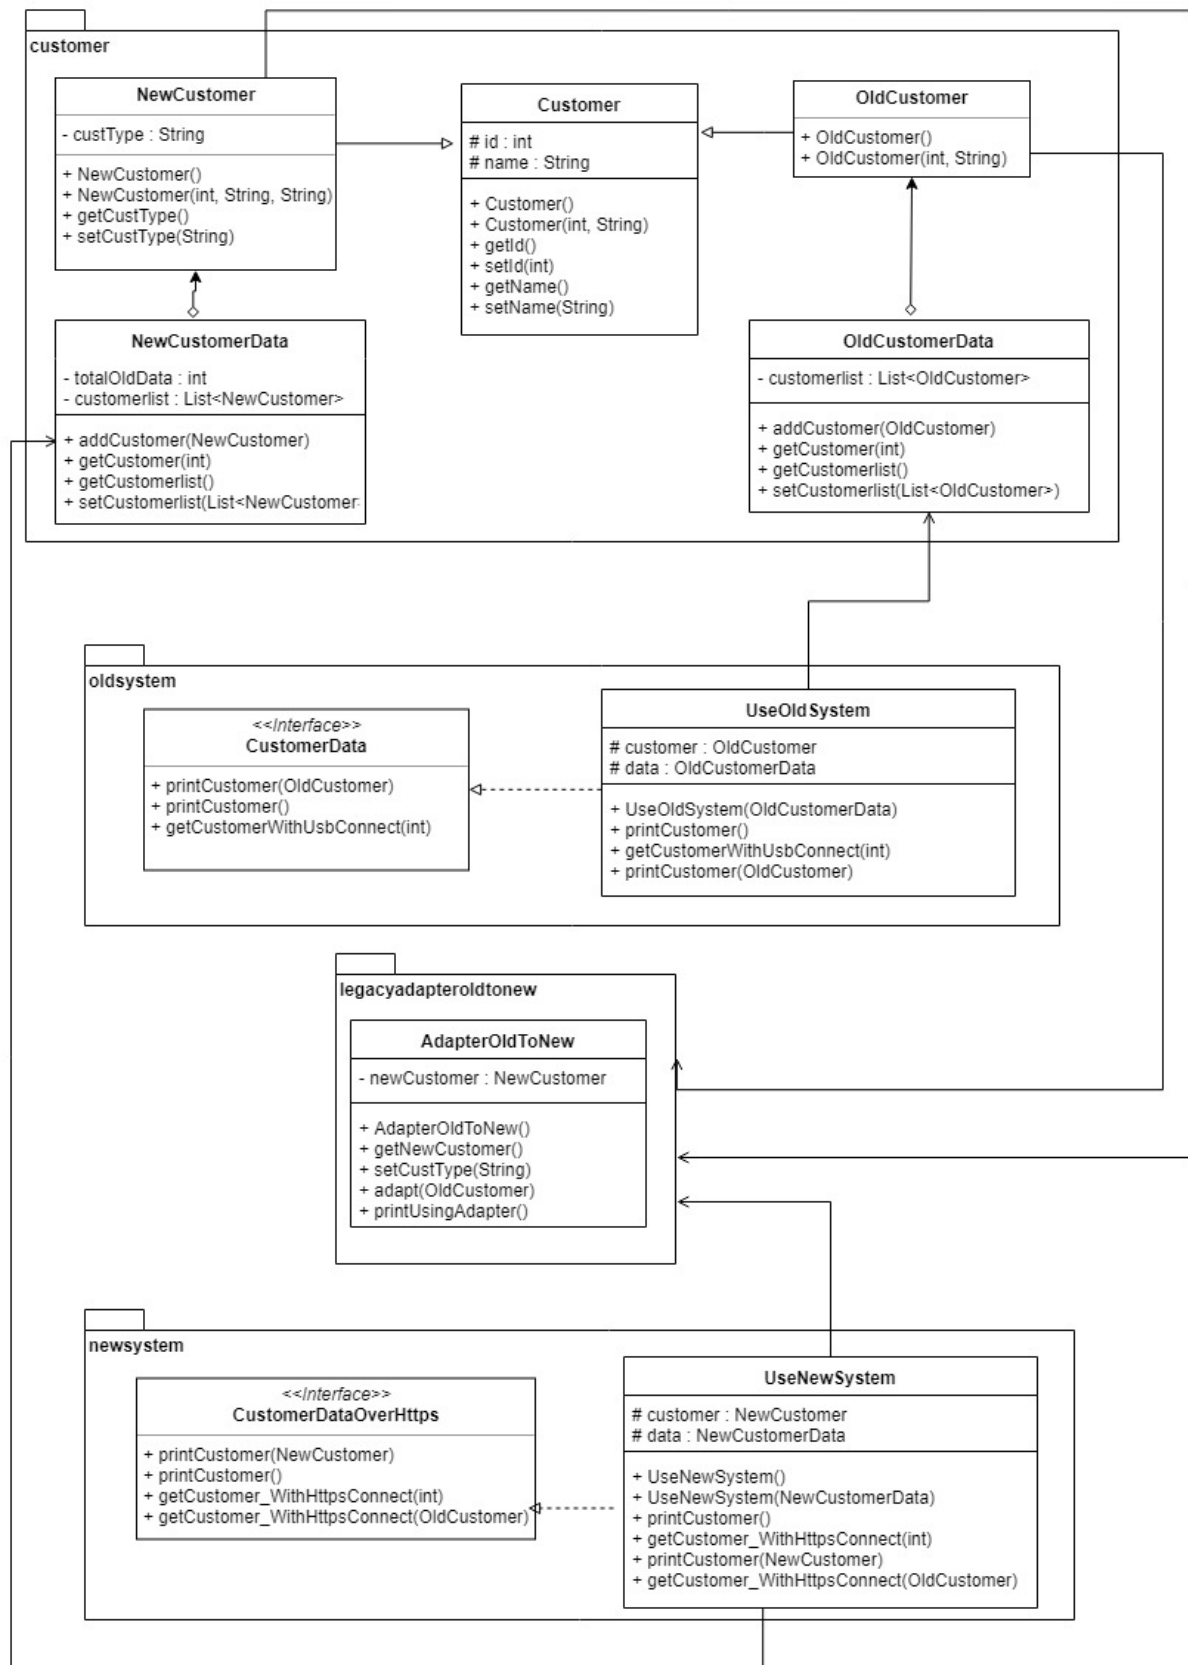 customer
NewCustomer
- custType : String
+ NewCustomer()
+ NewCustomer(int, String, String)
+ getCustType()
+ setCustType(String)
Customer
# id : int
# name : String
+ Customer()
+ Customer(int, String)
+ getId()
+ setId(int)
+ getName()
+ setName(String)
OldCustomer
+ OldCustomer()
+ OldCustomer(int, String)
NewCustomerData
- totalOldData : int
- customerlist : List<NewCustomer>
+ addCustomer(NewCustomer)
+ getCustomer(int)
+ getCustomerlist()
+ setCustomerlist(List<NewCustomer
OldCustomerData
- customerlist : List<OldCustomer>
+ addCustomer(OldCustomer)
+ getCustomer(int)
+ getCustomerlist()
+ setCustomerlist(List<OldCustomer>)
oldsystem
<<Interface>>
CustomerData
+ printCustomer(OldCustomer)
+ printCustomer()
+ getCustomerWithUsbConnect(int)
UseOldSystem
# customer : OldCustomer
# data : OldCustomerData
+ UseOldSystem(OldCustomerData)
+ printCustomer()
+ getCustomerWithUsbConnect(int)
+ printCustomer(OldCustomer)
legacyadapteroldtonew
AdapterOldToNew
- newCustomer : NewCustomer
+ AdapterOldToNew()
+ getNewCustomer()
+ setCustType(String)
+ adapt(OldCustomer)
+ printUsingAdapter()
newsystem
<<Interface>>
CustomerDataOverHttps
+ printCustomer(NewCustomer)
+ printCustomer()
+ getCustomer_WithHttpsConnect(int)
+ getCustomer_WithHttpsConnect(OldCustomer)
UseNewSystem
# customer : NewCustomer
# data : NewCustomerData
+ UseNewSystem()
+ UseNewSystem(NewCustomerData)
+ printCustomer()
+ getCustomer_WithHttpsConnect(int)
+ printCustomer(NewCustomer)
+ getCustomer_WithHttpsConnect(OldCustomer)